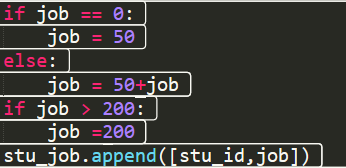 if job == 0:
    job = 50
else:
    job = 50+job
if job > 200:
    job =200
stu_job.append([stu_id,job])